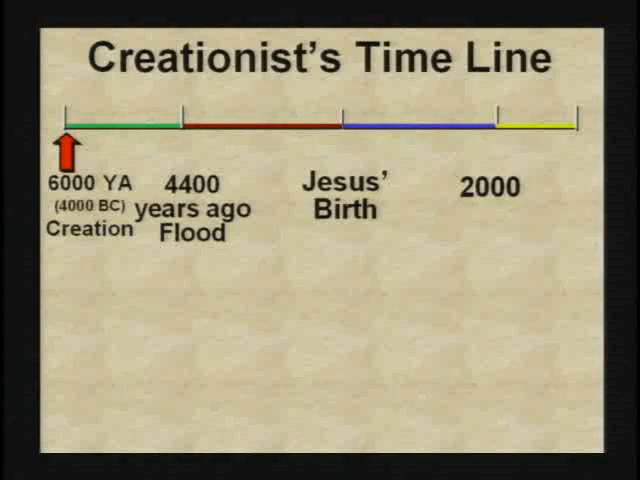 Creationist's Time Line
6000 YA
(4000 BC)
Creation
4400
years ago
Flood
Jesus'
Birth
2000